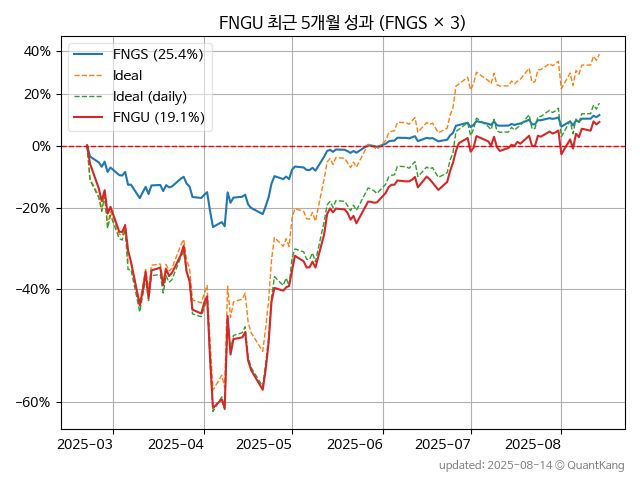 FNGU 최근 5개월 성과 (FNGS × 3)
40%
20%
0%
−20%
−40%
−60%
FNGS (25.4%)
Ideal
Ideal (daily)
FNGU (19.1%)
2025-03
2025-04
2025-05
2025-06
2025-07
2025-08
updated: 2025-08-14 © QuantKang